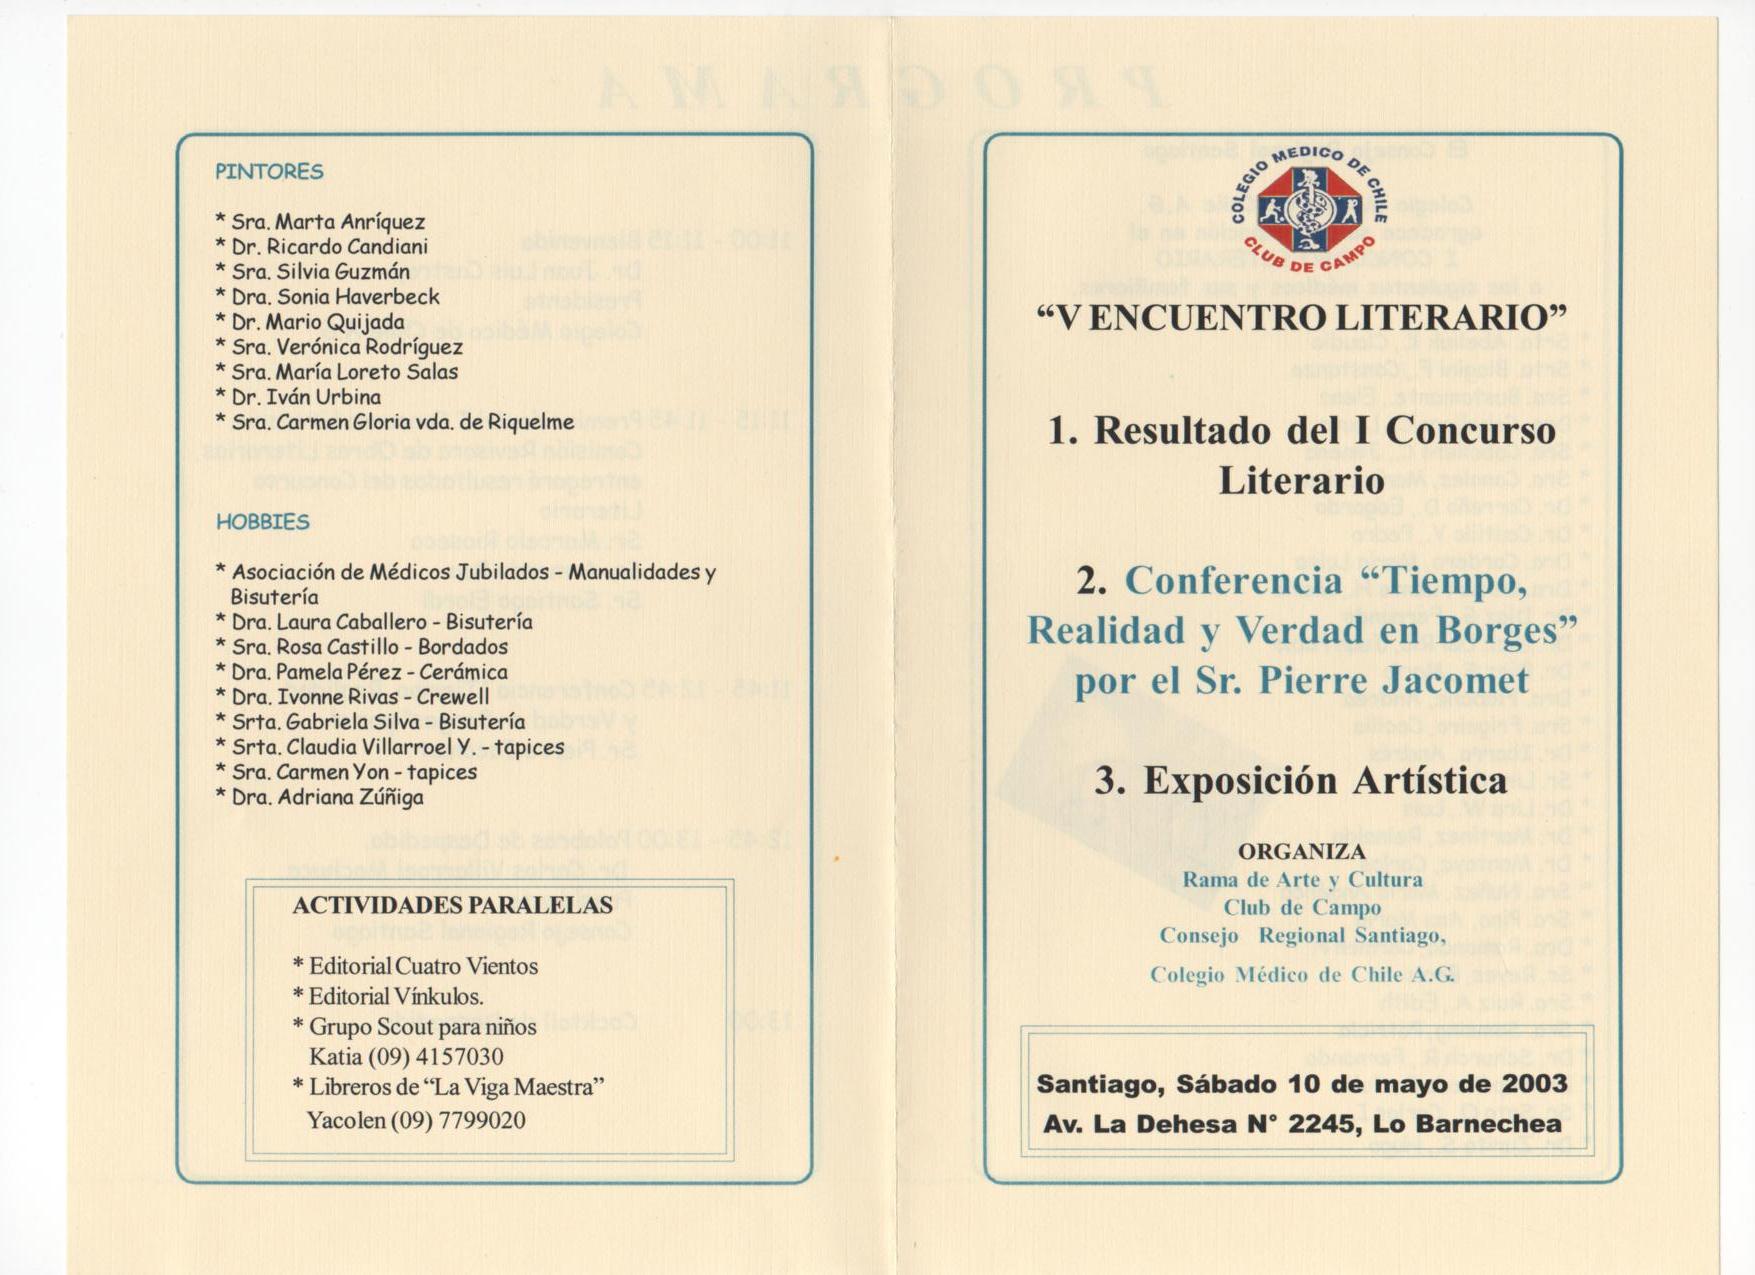 PINTORES
* Sra. Marta Anríquez
* Dr. Ricardo Candiani
* Sra. Silvia Guzmán
* Dra. Sonia Haverbeck
* Dr. Mario Quijada
* Sra. Verónica Rodríguez
* Sra. María Loreto Salas
* Dr. Iván Urbina
* Sra. Carmen Gloria vda. de Riquelme
HOBBIES
* Asociación de Médicos Jubilados - Manualidades y
Bisutería
* Dra. Laura Caballero - Bisutería
* Sra. Rosa Castillo - Bordados
* Dra. Pamela Pérez - Cerámica
* Dra. Ivonne Rivas - Crewell
* Srta. Gabriela Silva - Bisutería
* Srta. Claudia Villarroel Y. - tapices
* Sra. Carmen Yon - tapices
* Dra. Adriana Zúñiga
ACTIVIDADES PARALELAS
* Editorial Cuatro Vientos
* Editorial Vínkulos.
* Grupo Scout para niños
Katia (09) 4157030
* Libreros de “La Viga Maestra”
Yacolen (09) 7799020
COLEGIO MEDICO DE CHILE
CLUB DE CAMPO
“V ENCUENTRO LITERARIO”
1. Resultado del I Concurso
Literario
2. Conferencia “Tiempo,
Realidad y Verdad en Borges”
por el Sr. Pierre Jacomet
3. Exposición Artística
ORGANIZA
Rama de Arte y Cultura
Club de Campo
Consejo Regional Santiago,
Colegio Médico de Chile A.G.
Santiago, Sábado 10 de mayo de 2003
Av. La Dehesa N° 2245, Lo Barnechea